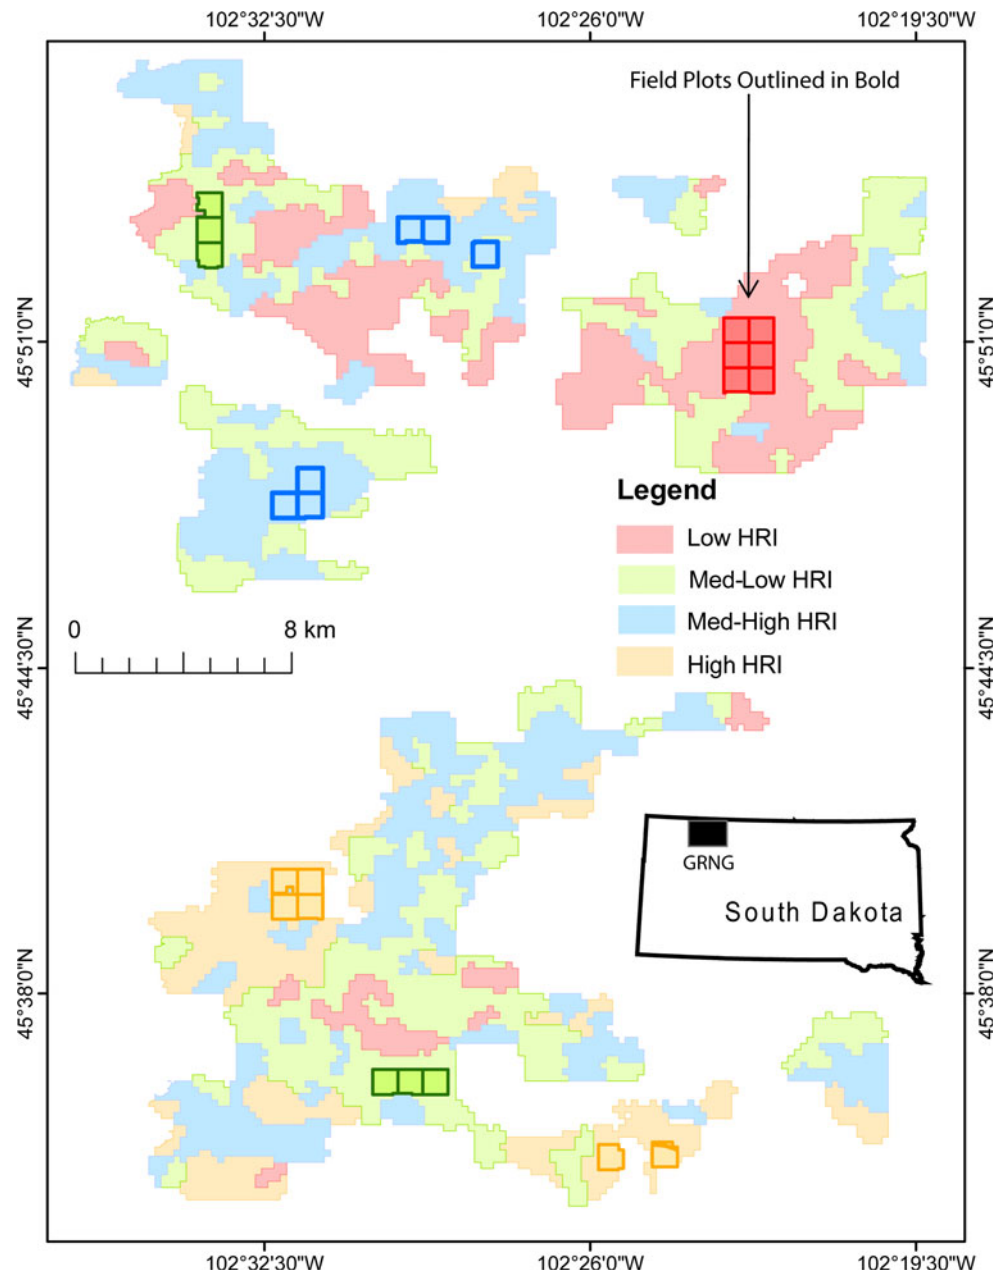 102°32'30"W 102°26'0"W 102°19'30"W
Field Plots Outlined in Bold
45°51'0"N 45°51'0"N
Legend
Low HRI
Med-Low HRI
Med-High HRI
High HRI
0 8 km
45°44'30"N 45°44'30"N
GRNG
South Dakota
45°38'0"N 45°38'0"N
102°32'30"W 102°26'0"W 102°19'30"W